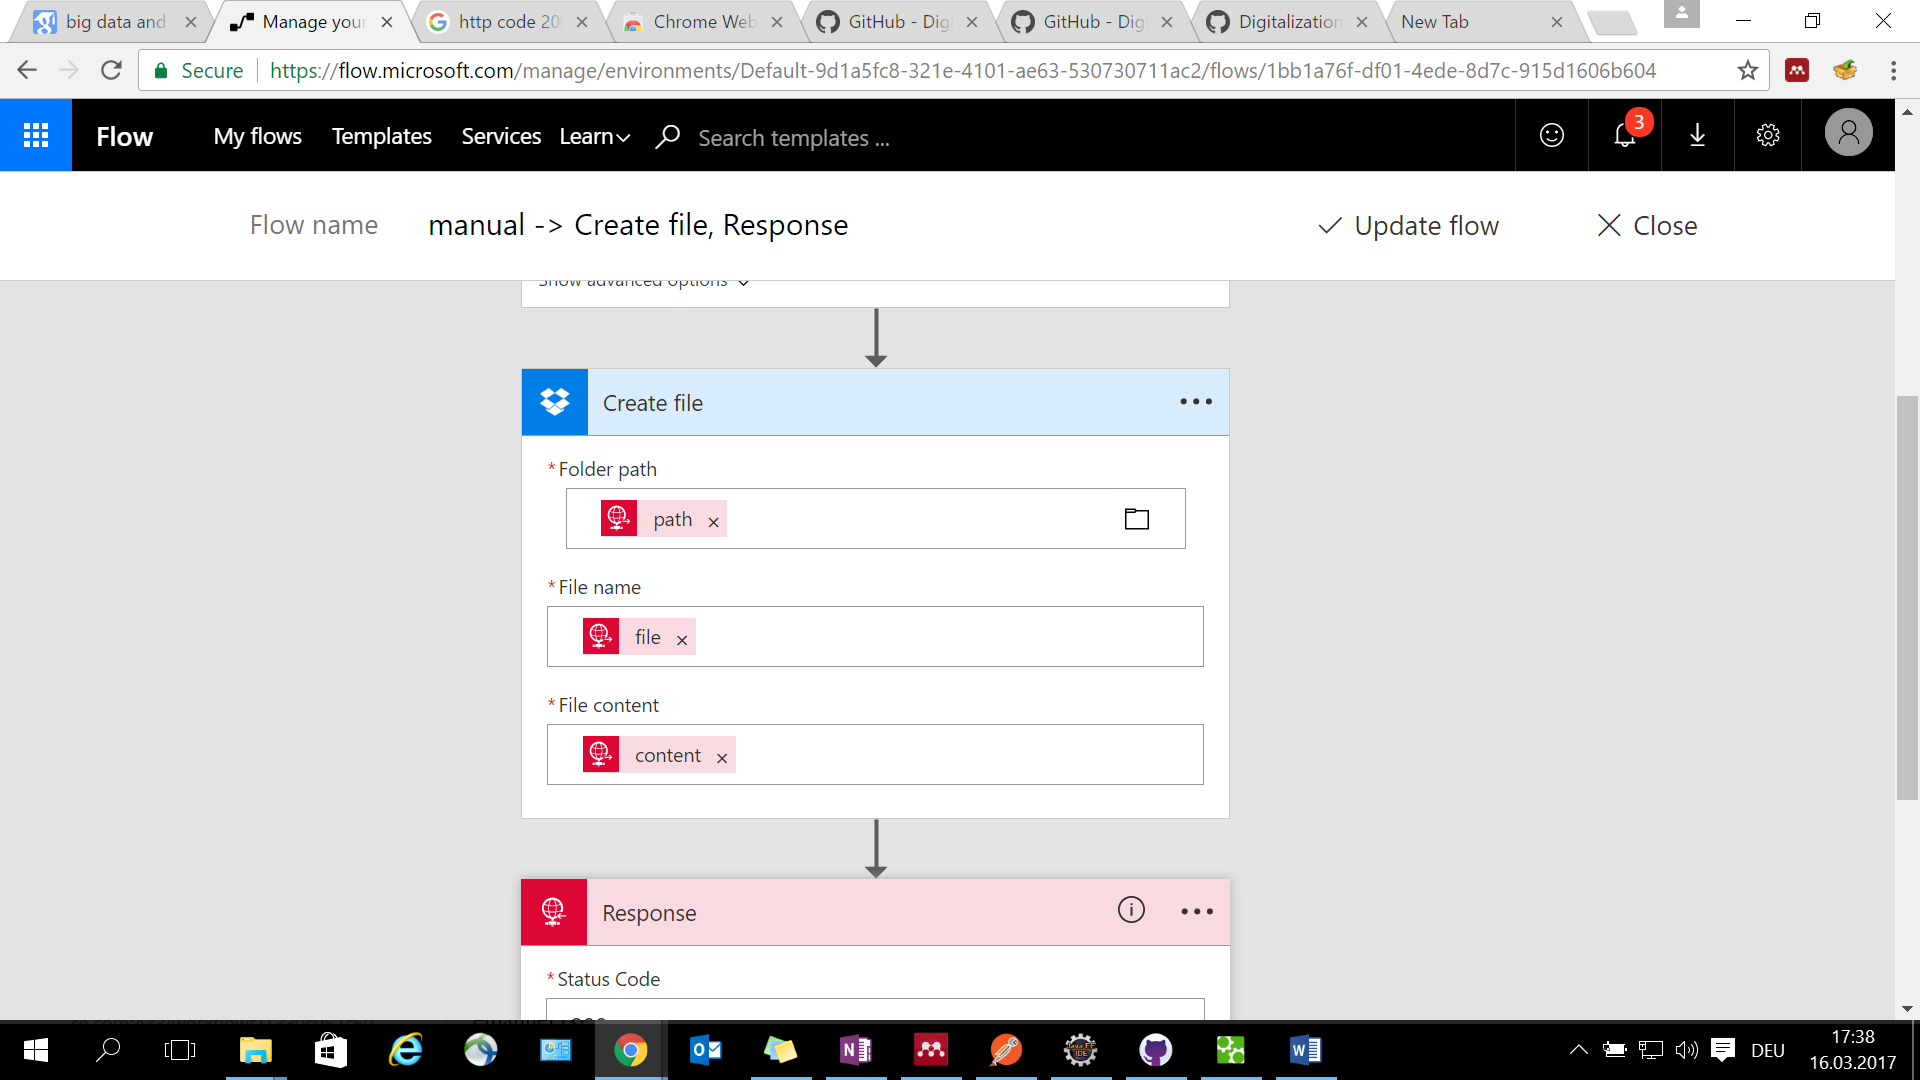 big data and
Manage your
http code 20
Chrome Web
GitHub - Dig
GitHub - Dig
Digitalization
New Tab
Secure
https://flow.microsoft.com/manage/environments/Default-9d1a5fc8-321e-4101-ae63-530730711ac2/flows/1bb1a76f-df01-4ede-8d7c-915d1606b604
Flow
My flows
Templates
Services
Learn
Search templates ...
3
Flow name
manual -> Create file, Response
Update flow
Close
Show advanced options
Create file
* Folder path
path
* File name
file
* File content
content
Response
* Status Code
DEU
17:38
16.03.2017